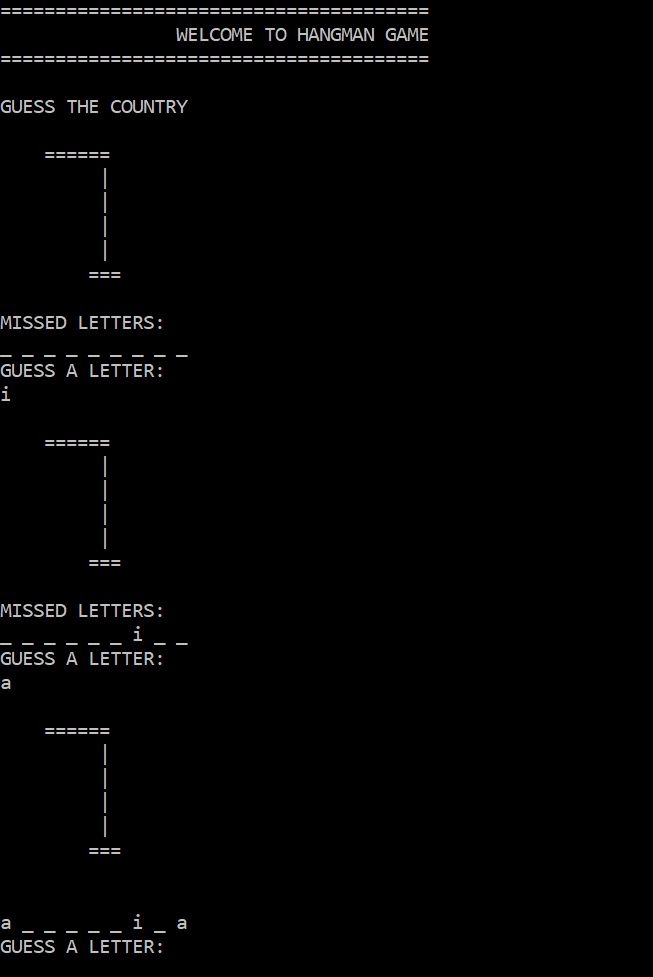 =======================================
                WELCOME TO HANGMAN GAME
=======================================

GUESS THE COUNTRY

    ======
         |
         |
         |
         |
        ===

MISSED LETTERS:
_ _ _ _ _ _ _ _ _
GUESS A LETTER:
i

    ======
         |
         |
         |
         |
        ===

MISSED LETTERS:
_ _ _ _ _ _ i _ _
GUESS A LETTER:
a

    ======
         |
         |
         |
         |
        ===


a _ _ _ _ _ i _ a
GUESS A LETTER: